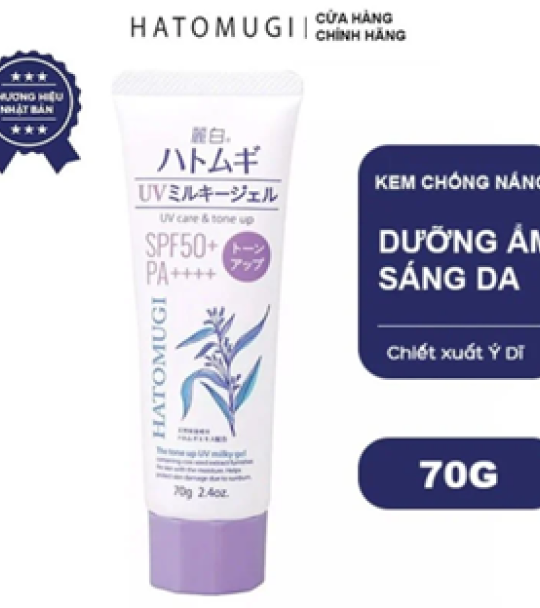 HATOMUGI
CỬA HÀNG
CHÍNH HÃNG
THƯƠNG HIỆU
NHẬT BẢN
麗白®
ハトムギ
UVミルキージェル
UV care & tone up
SPF50+
PA++++
トーン
アップ
HATOMUGI
The tone up UV milky gel
70g 2.4oz.
KEM CHỐNG NẮNG
DƯỠNG ẨM
SÁNG DA
Chiết xuất Ý Dĩ
70G